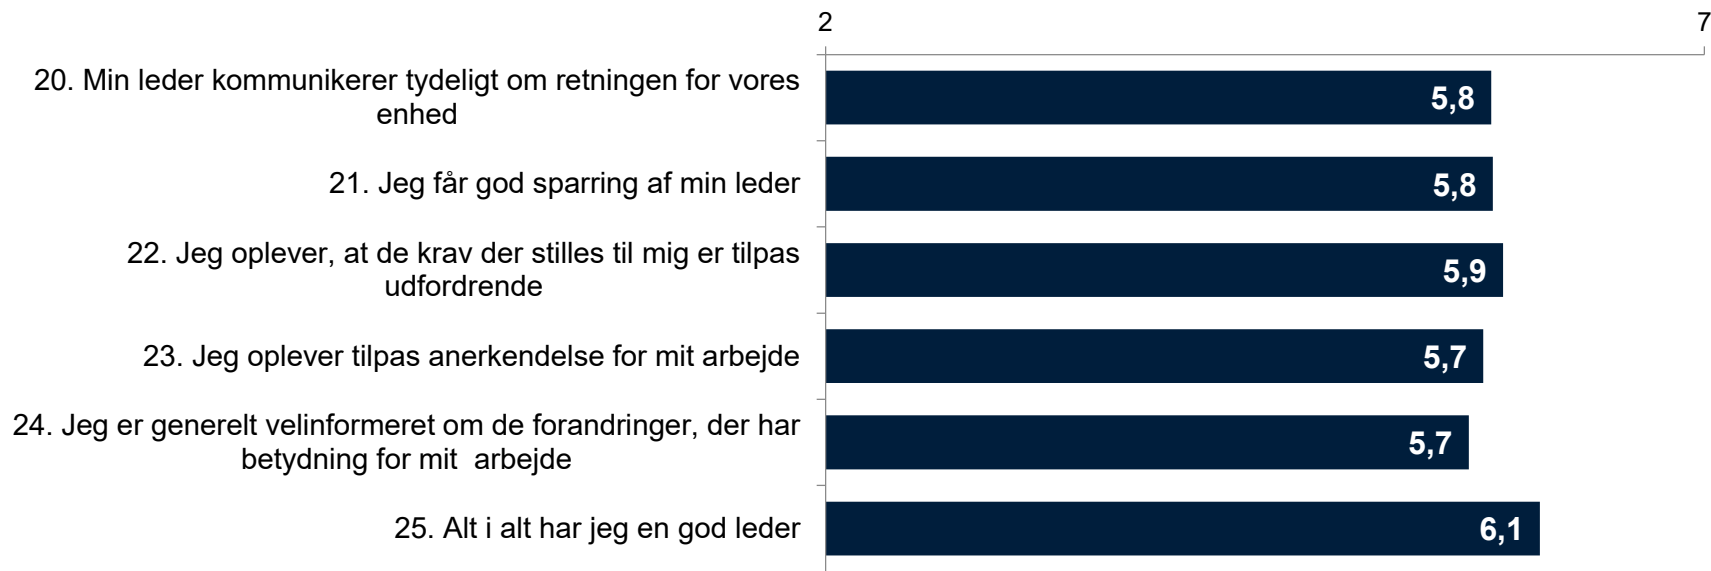 2 7
20. Min leder kommunikerer tydeligt om retningen for vores
enhed
5,8
21. Jeg får god sparring af min leder
5,8
22. Jeg oplever, at de krav der stilles til mig er tilpas
udfordrende
5,9
23. Jeg oplever tilpas anerkendelse for mit arbejde
5,7
24. Jeg er generelt velinformeret om de forandringer, der har
betydning for mit  arbejde
5,7
25. Alt i alt har jeg en god leder
6,1